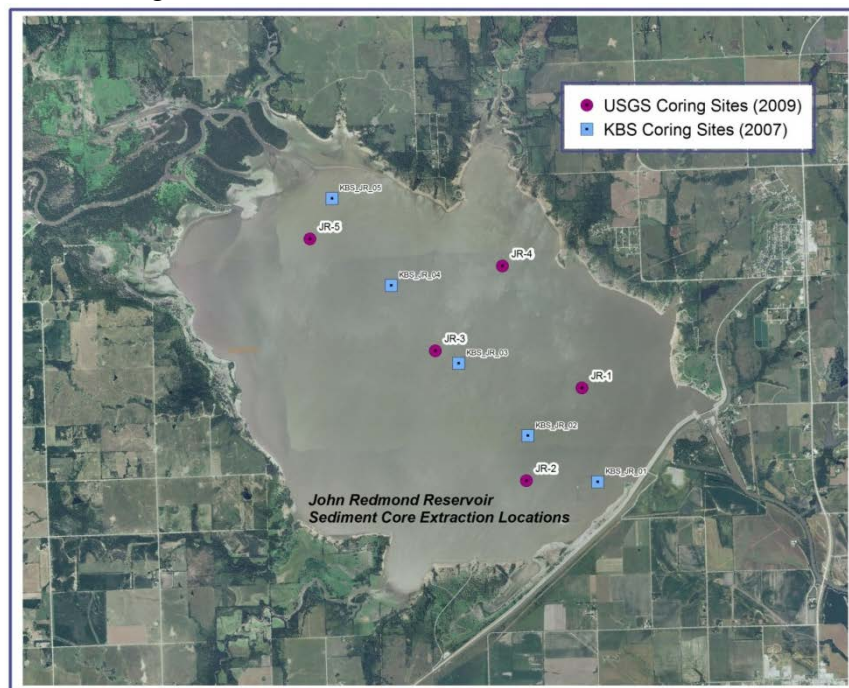 USGS Coring Sites (2009)
KBS Coring Sites (2007)
KBS_JR_05
JR-5
JR-4
KBS_JR_04
JR-3
KBS_JR_03
JR-1
KBS_JR_02
JR-2
KBS_JR_01
John Redmond Reservoir
Sediment Core Extraction Locations